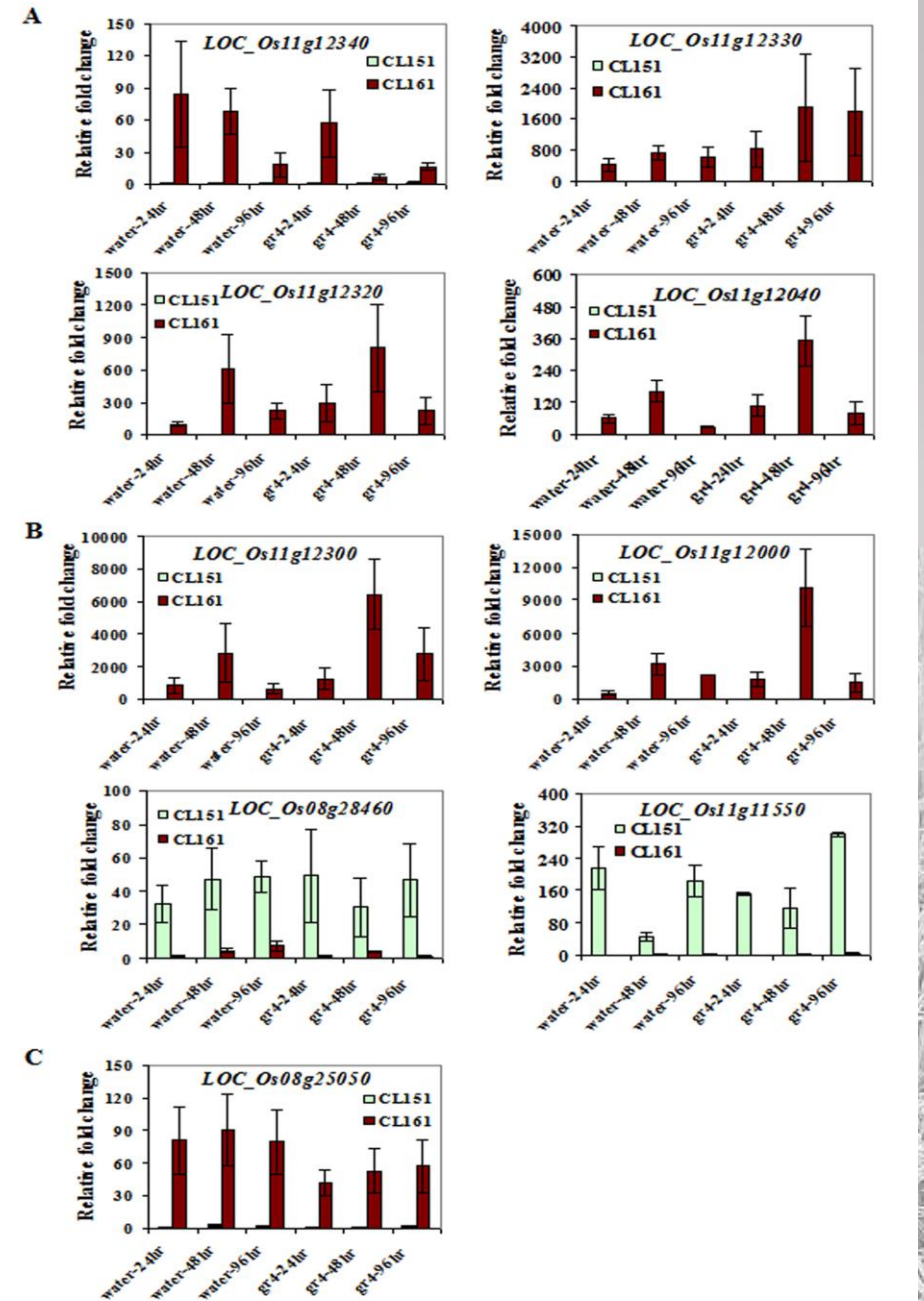 A
LOC_Os11g12340
CL151
CL161
Relative fold change
150
120
90
60
30
0
water-24hr
water-48hr
water-96hr
gr4-24hr
gr4-48hr
gr4-96hr
LOC_Os11g12330
CL151
CL161
Relative fold change
4000
3200
2400
1600
800
0
water-24hr
water-48hr
water-96hr
gr4-24hr
gr4-48hr
gr4-96hr
LOC_Os11g12320
CL151
CL161
Relative fold change
1500
1200
900
600
300
0
water-24hr
water-48hr
water-96hr
gr4-24hr
gr4-48hr
gr4-96hr
LOC_Os11g12040
CL151
CL161
Relative fold change
600
480
360
240
120
0
water-24hr
water-48hr
water-96hr
gr4-24hr
gr4-48hr
gr4-96hr
B
LOC_Os11g12300
CL151
CL161
Relative fold change
10000
8000
6000
4000
2000
0
water-24hr
water-48hr
water-96hr
gr4-24hr
gr4-48hr
gr4-96hr
LOC_Os11g12000
CL151
CL161
Relative fold change
15000
12000
9000
6000
3000
0
water-24hr
water-48hr
water-96hr
gr4-24hr
gr4-48hr
gr4-96hr
LOC_Os08g28460
CL151
CL161
Relative fold change
100
80
60
40
20
0
water-24hr
water-48hr
water-96hr
gr4-24hr
gr4-48hr
gr4-96hr
LOC_Os11g11550
CL151
CL161
Relative fold change
400
320
240
160
80
0
water-24hr
water-48hr
water-96hr
gr4-24hr
gr4-48hr
gr4-96hr
C
LOC_Os08g25050
CL151
CL161
Relative fold change
150
120
90
60
30
0
water-24hr
water-48hr
water-96hr
gr4-24hr
gr4-48hr
gr4-96hr